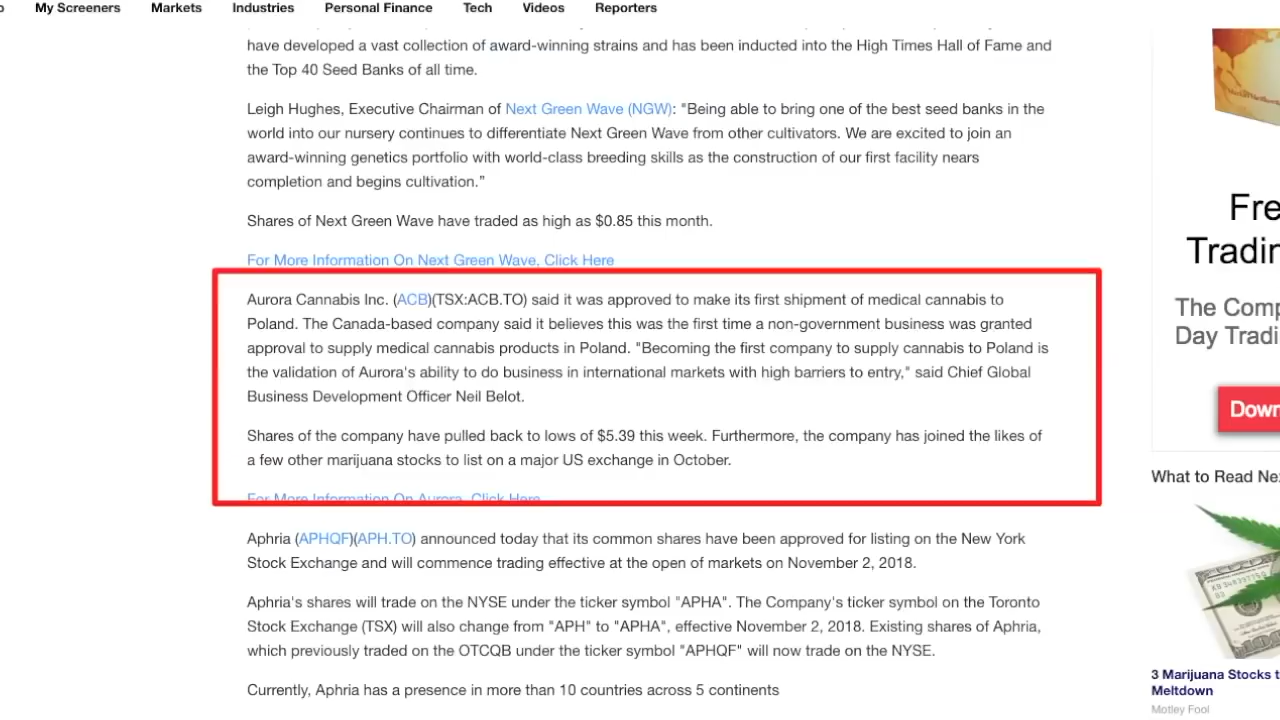 My Screeners Markets Industries Personal Finance Tech Videos Reporters
have developed a vast collection of award-winning strains and has been inducted into the High Times Hall of Fame and
the Top 40 Seed Banks of all time.
Leigh Hughes, Executive Chairman of Next Green Wave (NGW): "Being able to bring one of the best seed banks in the
world into our nursery continues to differentiate Next Green Wave from other cultivators. We are excited to join an
award-winning genetics portfolio with world-class breeding skills as the construction of our first facility nears
completion and begins cultivation.”
Shares of Next Green Wave have traded as high as $0.85 this month.
For More Information On Next Green Wave, Click Here
Aurora Cannabis Inc. (ACB)(TSX:ACB.TO) said it was approved to make its first shipment of medical cannabis to
Poland. The Canada-based company said it believes this was the first time a non-government business was granted
approval to supply medical cannabis products in Poland. "Becoming the first company to supply cannabis to Poland is
the validation of Aurora's ability to do business in international markets with high barriers to entry," said Chief Global
Business Development Officer Neil Belot.
Shares of the company have pulled back to lows of $5.39 this week. Furthermore, the company has joined the likes of
a few other marijuana stocks to list on a major US exchange in October.
For More Information On Aurora, Click Here
Aphria (APHQF)(APH.TO) announced today that its common shares have been approved for listing on the New York
Stock Exchange and will commence trading effective at the open of markets on November 2, 2018.
Aphria's shares will trade on the NYSE under the ticker symbol "APHA". The Company's ticker symbol on the Toronto
Stock Exchange (TSX) will also change from "APH" to "APHA", effective November 2, 2018. Existing shares of Aphria,
which previously traded on the OTCQB under the ticker symbol "APHQF" will now trade on the NYSE.
Currently, Aphria has a presence in more than 10 countries across 5 continents
Fre
Tradin
The Comp
Day Tradi
Down
What to Read Ne
3 Marijuana Stocks t
Meltdown
Motley Fool